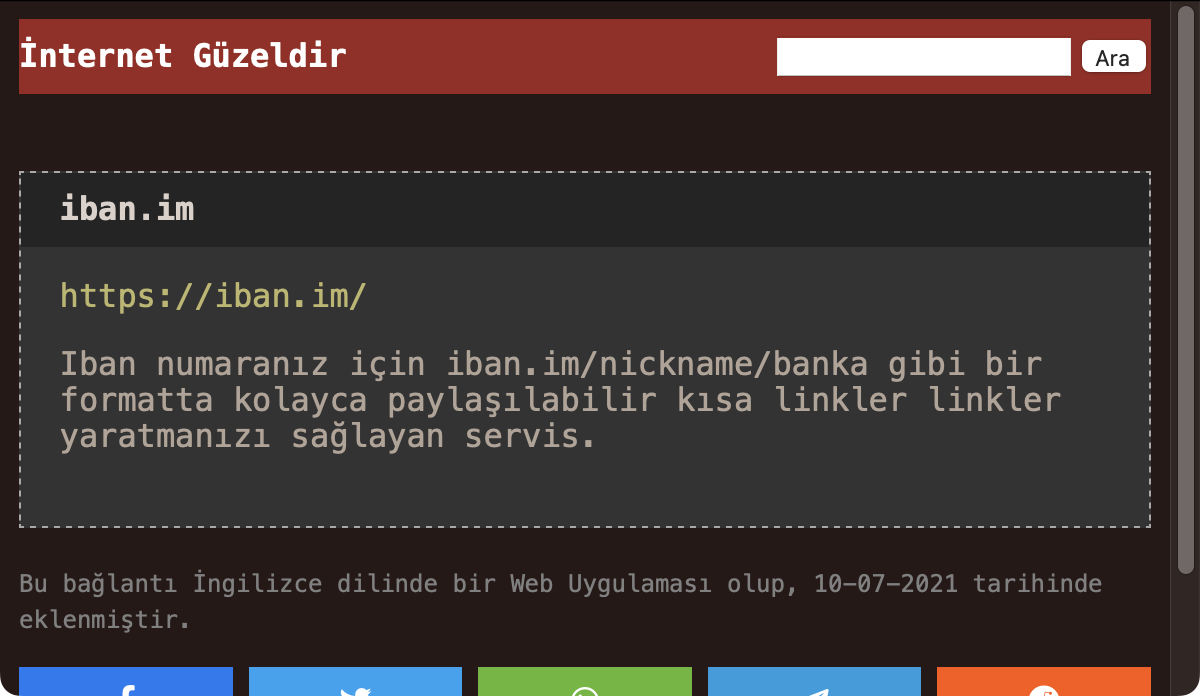 İnternet Güzeldir
Ara
iban.im
https://iban.im/
Iban numaranız için iban.im/nickname/banka gibi bir
formatta kolayca paylaşılabilir kısa linkler linkler
yaratmanızı sağlayan servis.
Bu bağlantı İngilizce dilinde bir Web Uygulaması olup, 10-07-2021 tarihinde
eklenmiştir.